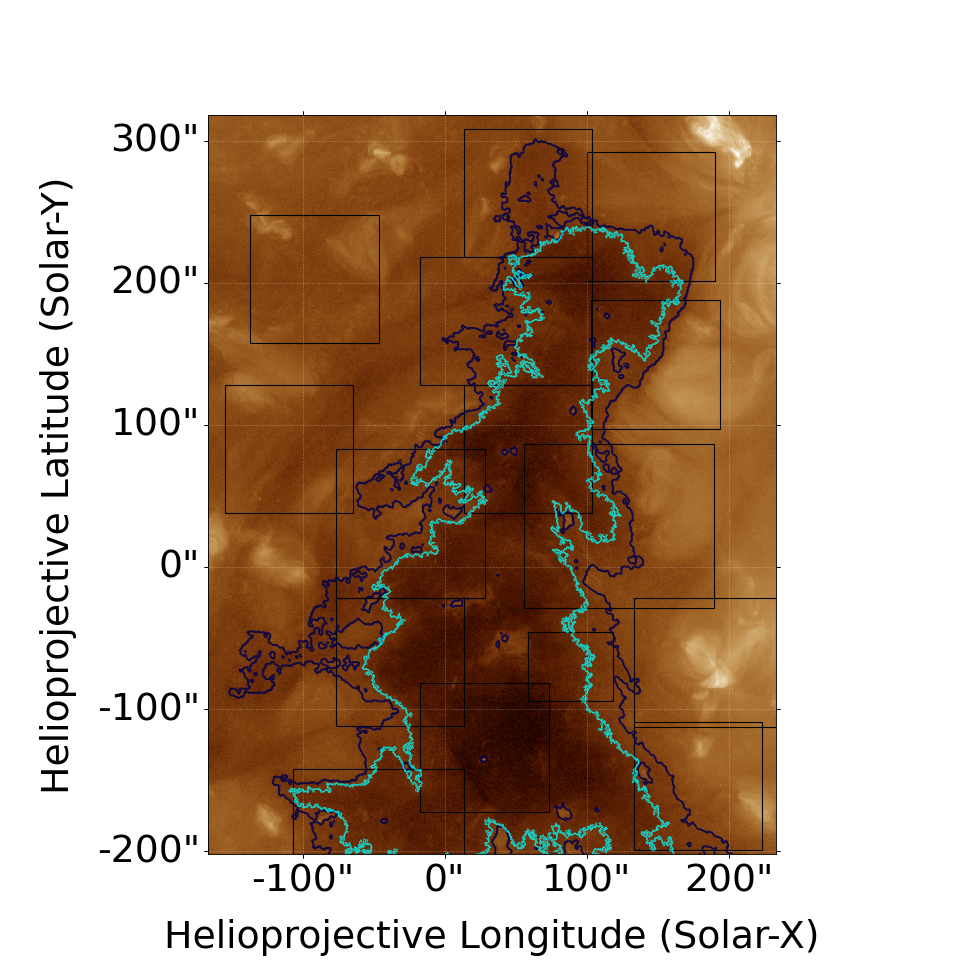 300"
200"
100"
0"
-100"
-200"
-100" 0" 100" 200"
Helioprojective Longitude (Solar-X)
Helioprojective Latitude (Solar-Y)